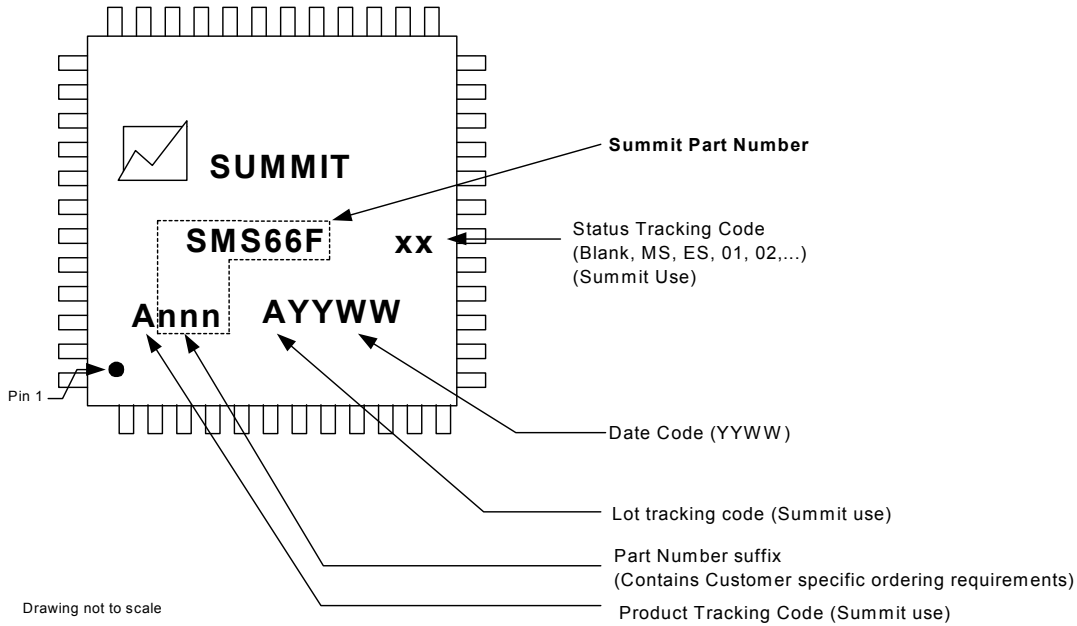 SUMMIT
Summit Part Number
SMS66F
xx
Status Tracking Code
(Blank, MS, ES, 01, 02,...)
(Summit Use)
Annn
AYYWW
Pin 1
Date Code (YYWW)
Lot tracking code (Summit use)
Part Number suffix
(Contains Customer specific ordering requirements)
Drawing not to scale
Product Tracking Code (Summit use)